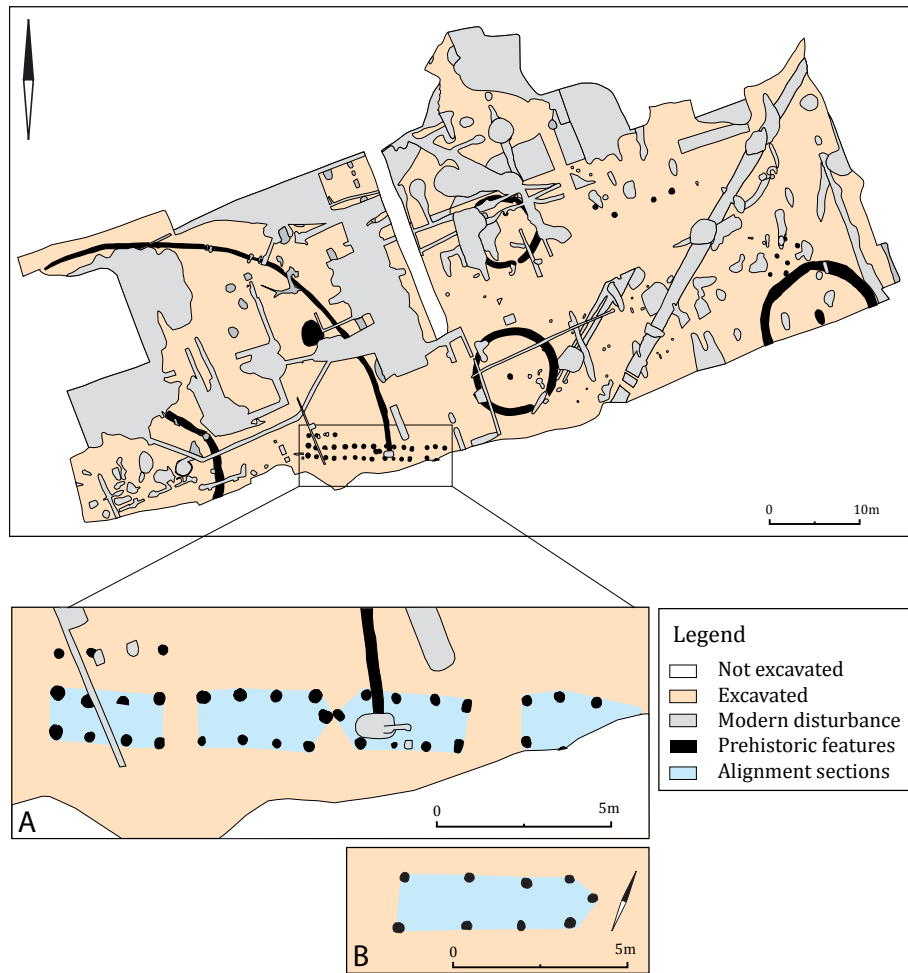 0 10m
Legend
Not excavated
Excavated
Modern disturbance
Prehistoric features
Alignment sections
A
0 5m
B
0 5m